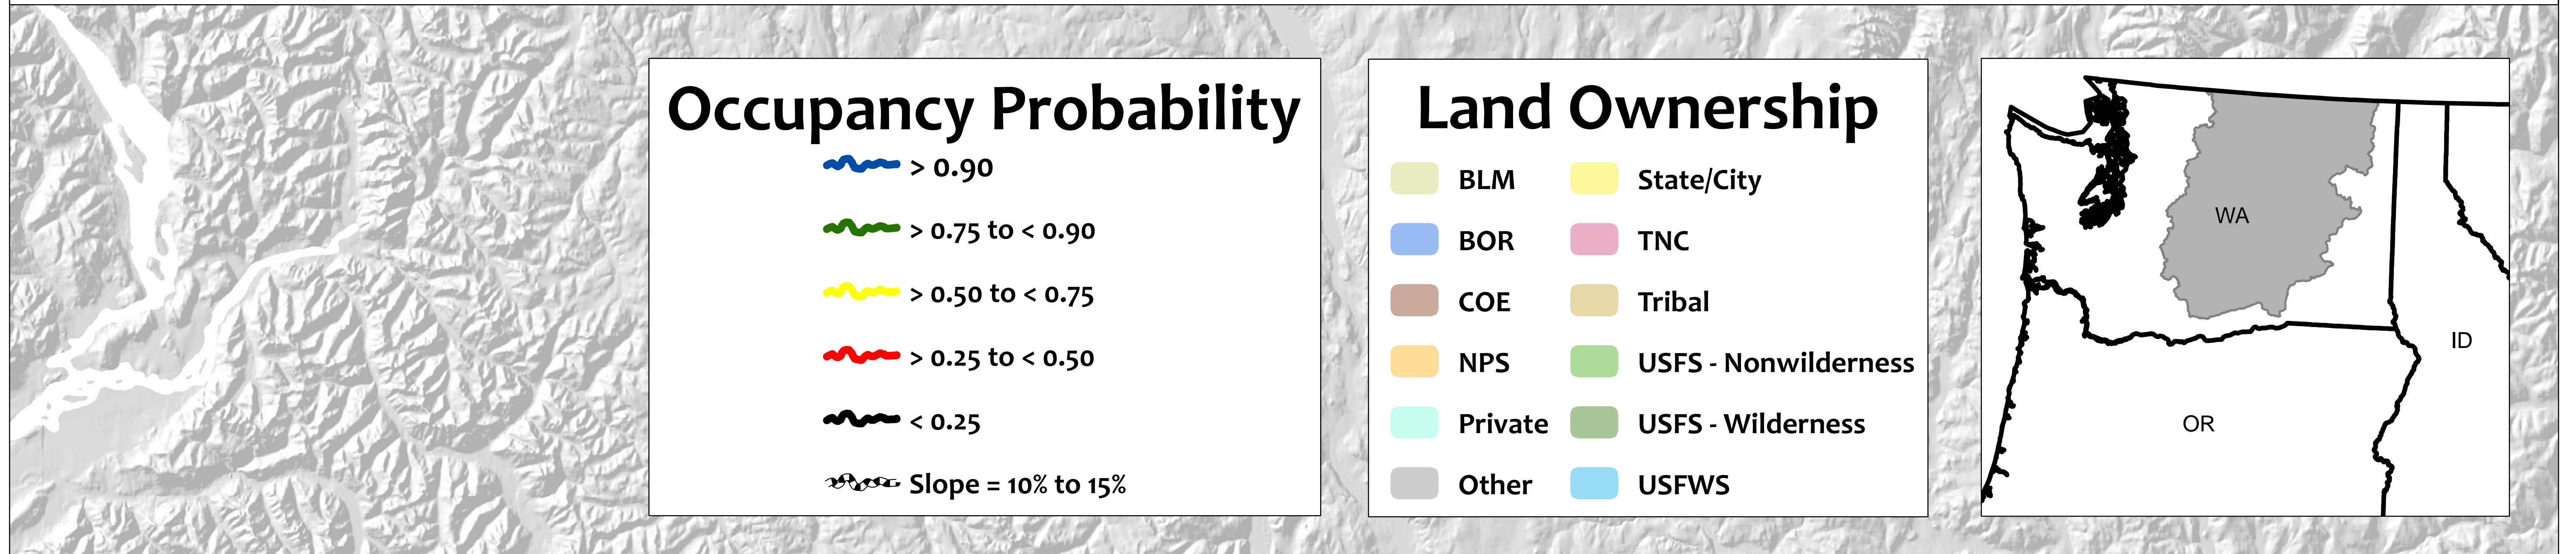 Occupancy Probability
> 0.90
> 0.75 to < 0.90
> 0.50 to < 0.75
> 0.25 to < 0.50
< 0.25
Slope = 10% to 15%
Land Ownership
BLM
BOR
COE
NPS
Private
Other
State/City
TNC
Tribal
USFS - Nonwilderness
USFS - Wilderness
USFWS
WA
ID
OR